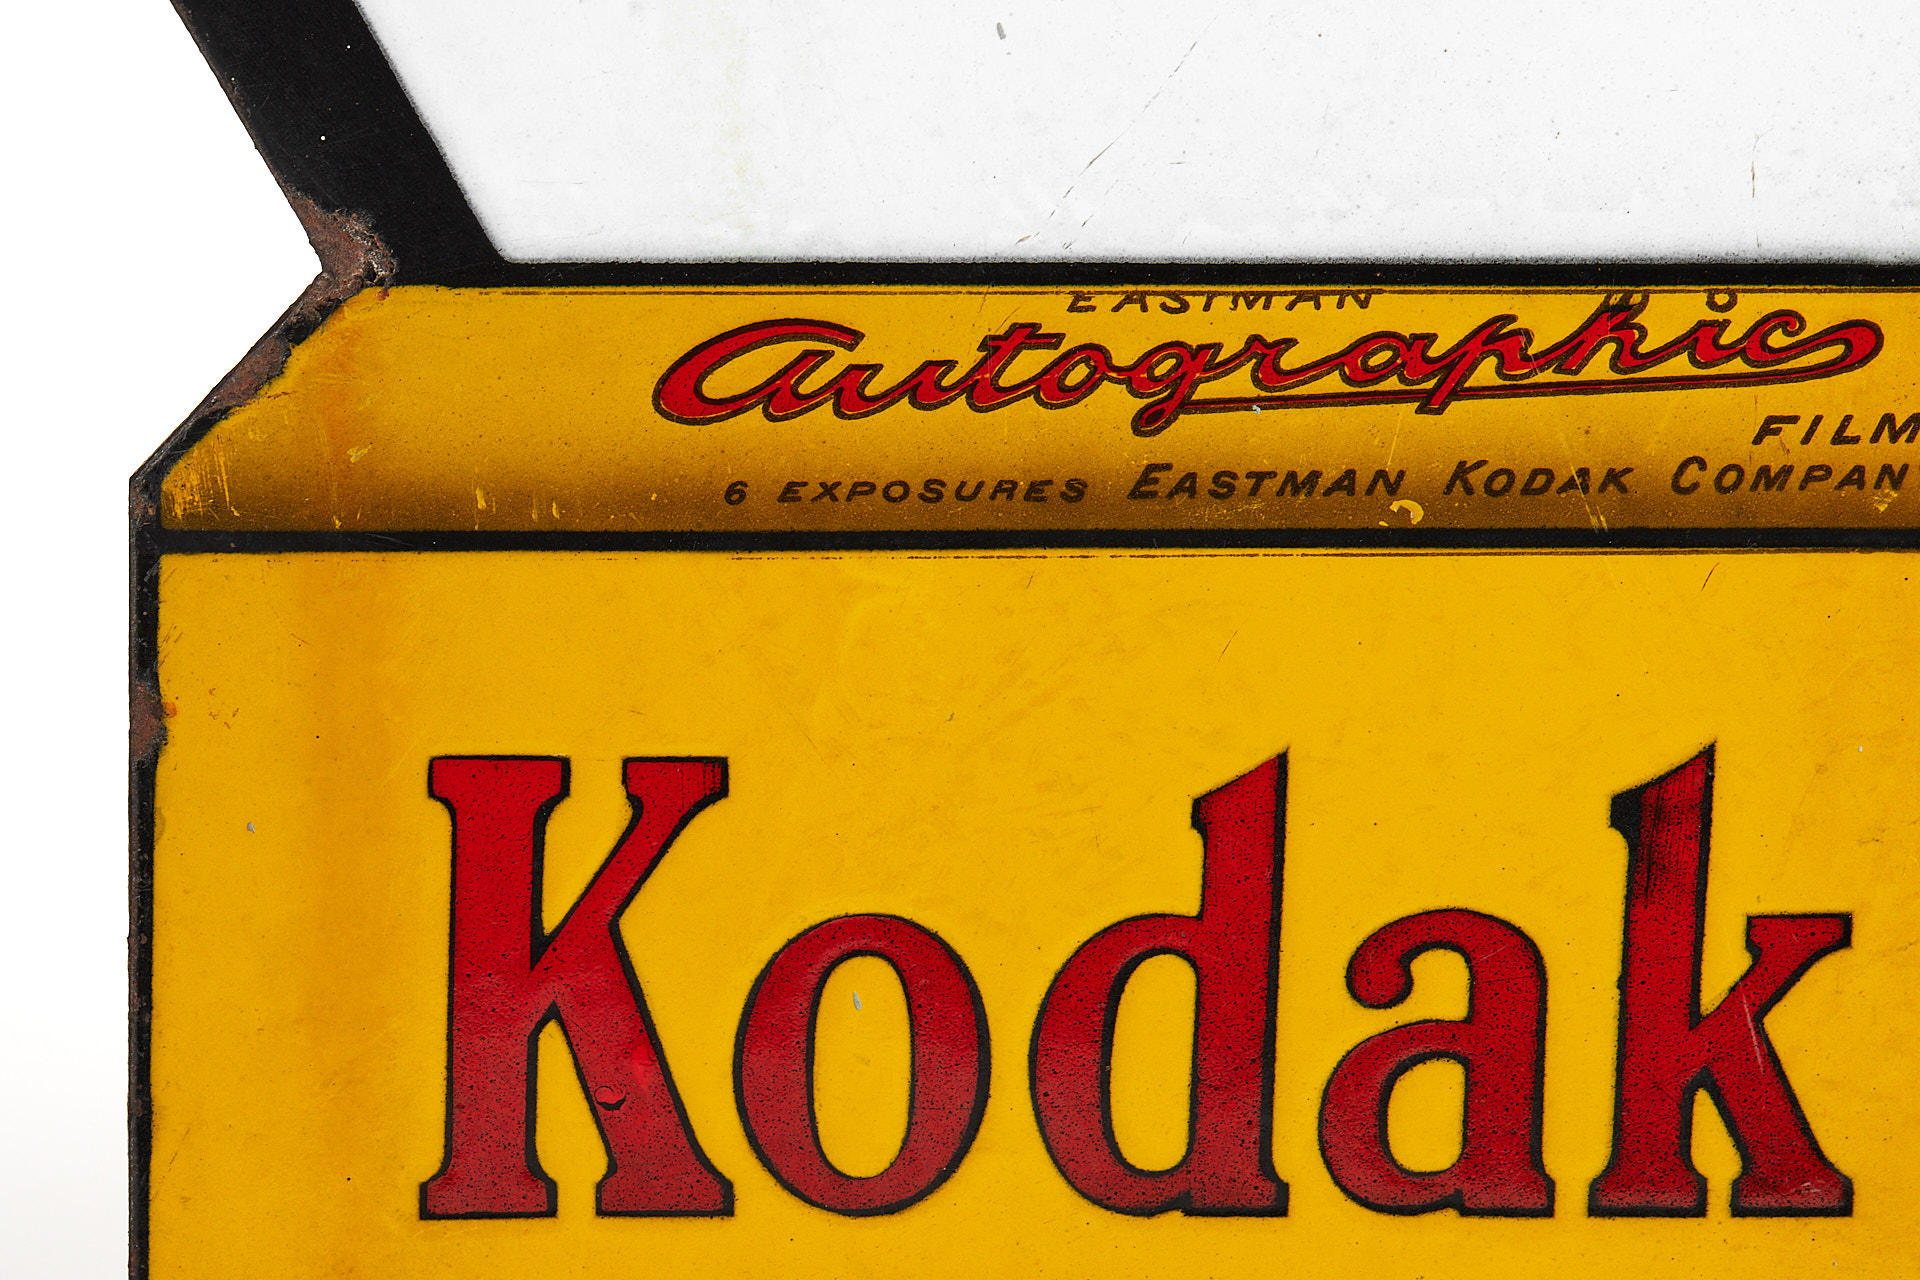 EASTMAN
Autographic
FILM
6 EXPOSURES EASTMAN KODAK COMPAN
Kodak